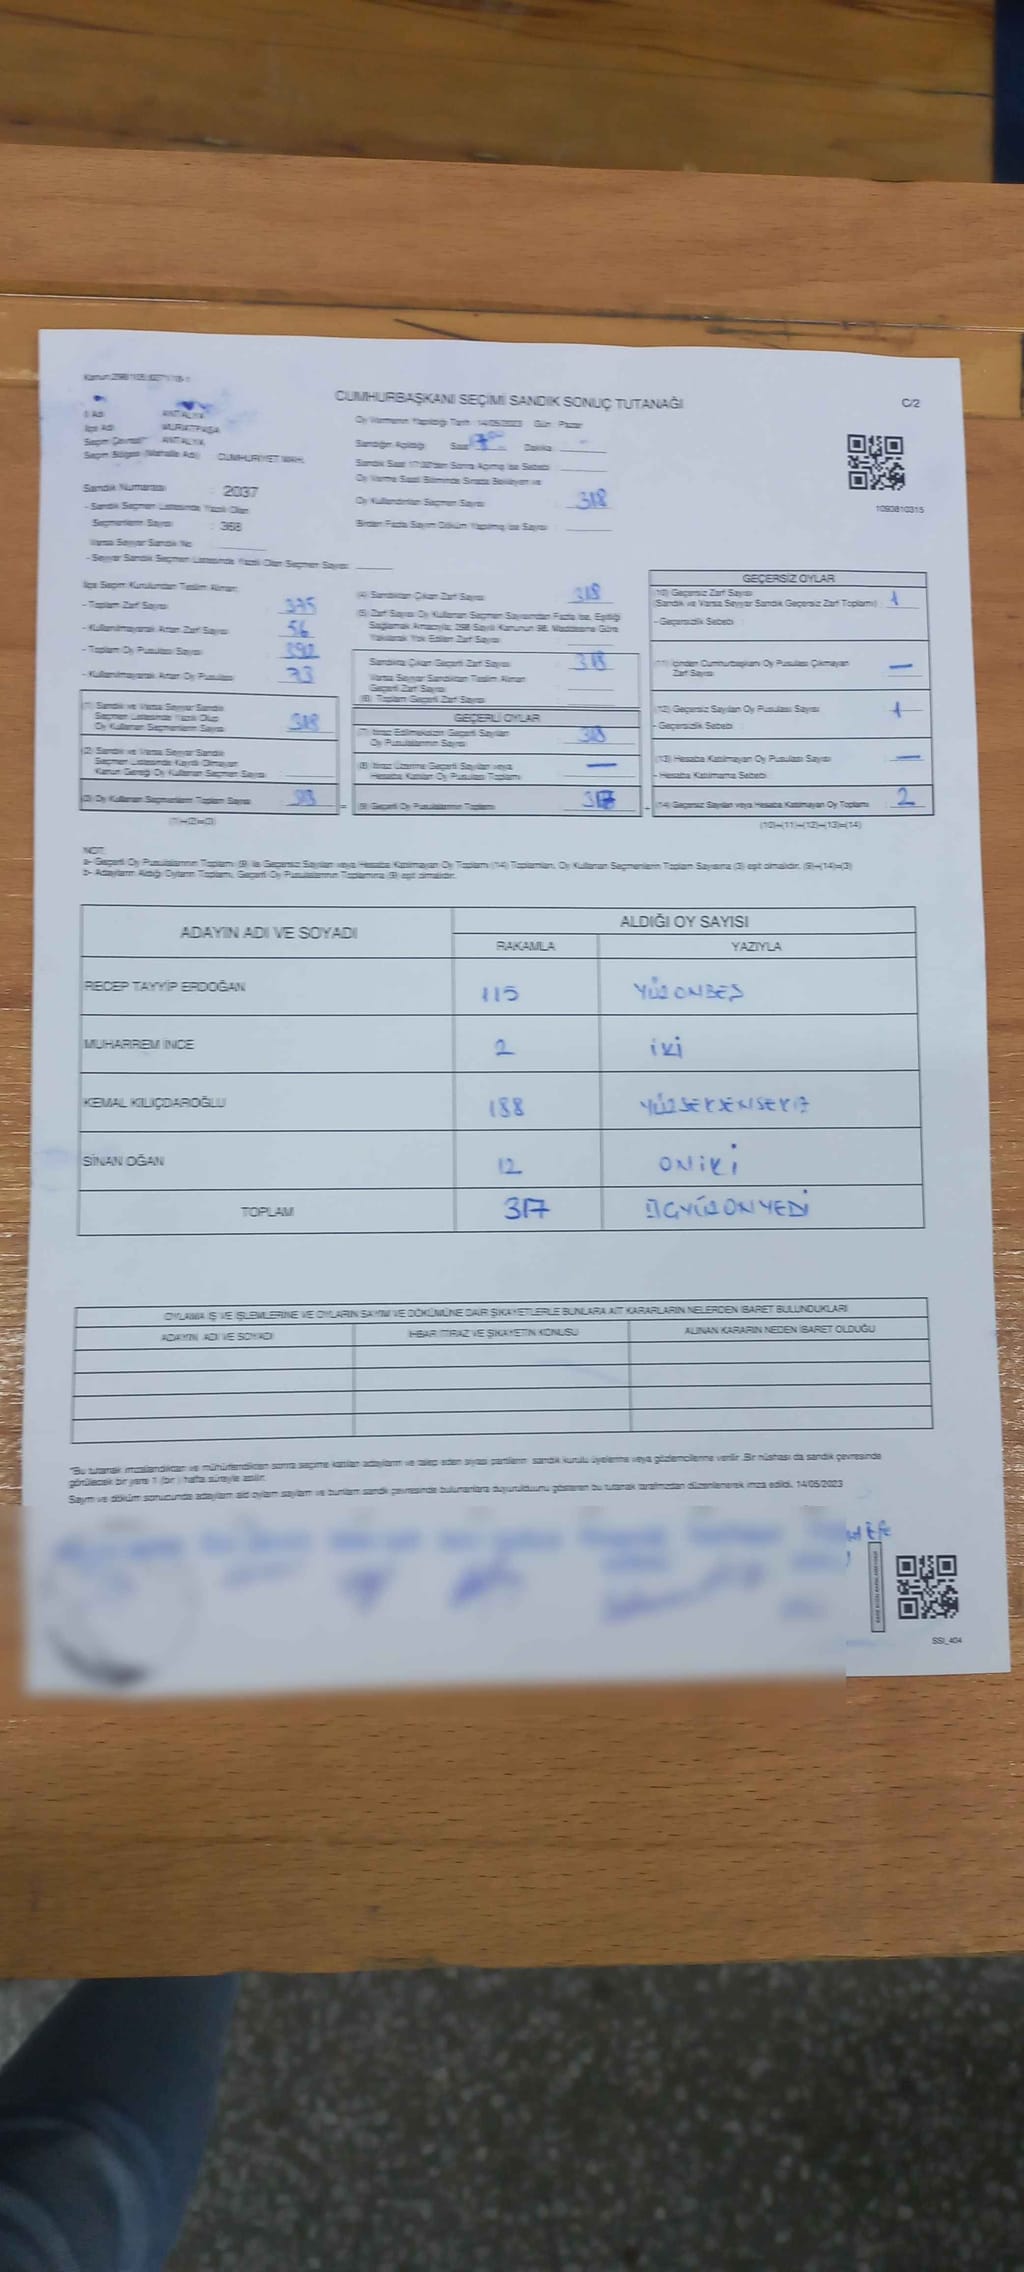 CUMHURBAŞKANI SEÇİMİ SANDIK SONUÇ TUTANAĞI
C/2
Oy Vermenin Yapıldığı Tarih : 14/05/2023 Gün : Pazar
İl Adı : ANTALYA
İlçe Adı : MURATPAŞA
Seçim Çevresi : ANTALYA
Seçim Bölgesi (Mahalle Adı) : CUMHURİYET MAH.
Sandığın Açıldığı Saat Dakika
Sandık Saat 17:00'den Sonra Açılmış İse Sebebi
Oy Verme Saati Bitiminde Sırada Bekleyen ve
Oy Kullandırılan Seçmen Sayısı : 318
Birden Fazla Sayım Döküm Yapılmış İse Sayısı
1093810315
Sandık Numarası : 2037
- Sandık Seçmen Listesinde Yazılı Olan
Seçmenlerin Sayısı : 368
Varsa Seyyar Sandık No
- Seyyar Sandık Seçmen Listesinde Yazılı Olan Seçmen Sayısı
İlçe Seçim Kurulundan Teslim Alınan
- Toplam Zarf Sayısı 375
- Kullanılmayarak Artan Zarf Sayısı 56
- Toplam Oy Pusulası Sayısı
- Kullanılmayarak Artan Oy Pusulası 73
(1) Sandık ve Varsa Seyyar Sandık
Seçmen Listesinde Yazılı Olup
Oy Kullanan Seçmenlerin Sayısı 318
(2) Sandık ve Varsa Seyyar Sandık
Seçmen Listesinde Kayıtlı Olmayan
Kanun Gereği Oy Kullanan Seçmen Sayısı
(3) Oy Kullanan Seçmenlerin Toplam Sayısı
(1)+(2)=(3)
(4) Sandıktan Çıkan Zarf Sayısı 318
(5) Zarf Sayısı Oy Kullanan Seçmen Sayısından Fazla İse, Eşitliği
Sağlamak Amacıyla, 298 Sayılı Kanunun 98. Maddesine Göre
Yakılarak Yok Edilen Zarf Sayısı
Sandıkta Çıkan Geçerli Zarf Sayısı 318
Varsa Seyyar Sandıktan Teslim Alınan
Geçerli Zarf Sayısı
(6) Toplam Geçerli Zarf Sayısı
GEÇERLİ OYLAR
(7) İtiraz Edilmeksizin Geçerli Sayılan
Oy Pusulalarının Sayısı 318
(8) İtiraz Üzerine Geçerli Sayılan veya
Hesaba Katılan Oy Pusulası Toplamı —
(9) Geçerli Oy Pusulalarının Toplamı 317
GEÇERSİZ OYLAR
(10) Geçersiz Zarf Sayısı
(Sandık ve Varsa Seyyar Sandık Geçersiz Zarf Toplamı) 1
- Geçersizlik Sebebi
(11) İçinden Cumhurbaşkanı Oy Pusulası Çıkmayan
Zarf Sayısı —
(12) Geçersiz Sayılan Oy Pusulası Sayısı 1
- Geçersizlik Sebebi
(13) Hesaba Katılmayan Oy Pusulası Sayısı —
- Hesaba Katılmama Sebebi
(14) Geçersiz Sayılan veya Hesaba Katılmayan Oy Toplamı 2
(10)+(11)+(12)+(13)=(14)
NOT:
a- Geçerli Oy Pusulalarının Toplamı (9) ile Geçersiz Sayılan veya Hesaba Katılmayan Oy Toplamı (14) Toplamları, Oy Kullanan Seçmenlerin Toplam Sayısına (3) eşit olmalıdır. (9)+(14)=(3)
b- Adayların Aldığı Oyların Toplamı, Geçerli Oy Pusulalarının Toplamına (9) eşit olmalıdır.
ADAYIN ADI VE SOYADI ALDIĞI OY SAYISI
RAKAMLA YAZIYLA
RECEP TAYYİP ERDOĞAN 115 YÜZONBEŞ
MUHARREM İNCE 2 İKİ
KEMAL KILIÇDAROĞLU 188 YÜZSEKSENSEKİZ
SİNAN OĞAN 12 ONİKİ
TOPLAM 317 ÜÇYÜZONYEDİ
OYLAMA İŞ VE İŞLEMLERİNE VE OYLARIN SAYIM VE DÖKÜMÜNE DAİR ŞİKAYETLERLE BUNLARA AİT KARARLARIN NELERDEN İBARET BULUNDUKLARI
ADAYIN ADI VE SOYADI İHBAR İTİRAZ VE ŞİKAYETİN KONUSU ALINAN KARARIN NEDEN İBARET OLDUĞU
*Bu tutanak imzalandıktan ve mühürlendikten sonra seçime katılan adayların ve talep eden siyasi partilerin sandık kurulu üyelerine veya gözlemcilerine verilir. Bir nüshası da sandık çevresinde
görülecek bir yere 1 (bir) hafta süreyle asılır.
Sayım ve döküm sonucunda adayların aldı oyların sayıları ve bunların sandık çevresinde bulunanlara duyurulduunu gösteren bu tutanak tarafımızdan düzenlenerek imza edildi. 14/05/2023
SSI_404